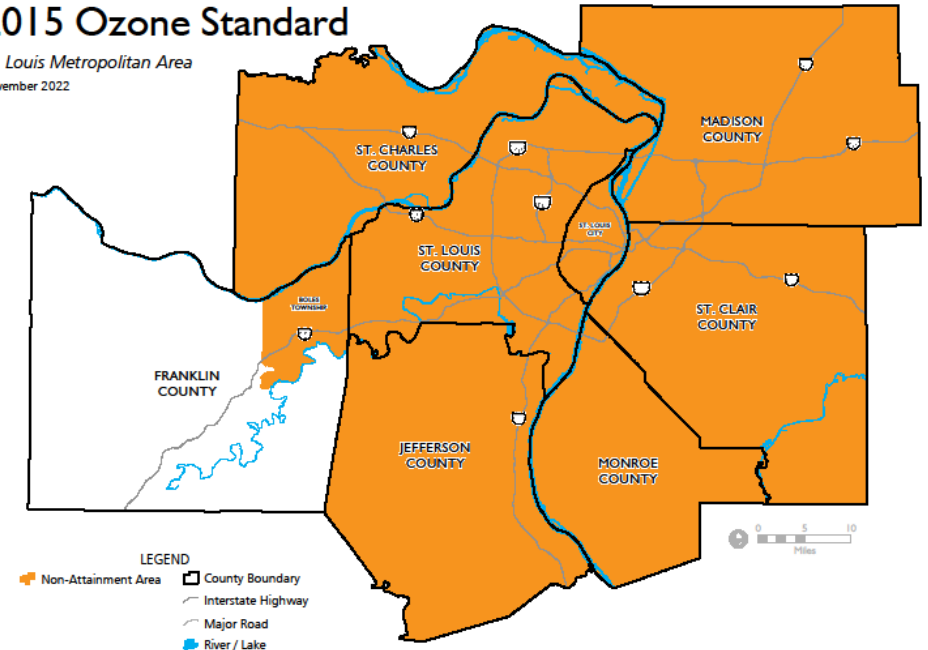 2015 Ozone Standard
Louis Metropolitan Area
vember 2022
MADISON
COUNTY
ST. CHARLES
COUNTY
ST. LOUIS
CITY
ST. LOUIS
COUNTY
BOLES
TOWNSHIP
ST. CLAIR
COUNTY
FRANKLIN
COUNTY
JEFFERSON
COUNTY
MONROE
COUNTY
0 5 10
Miles
LEGEND
Non-Attainment Area
County Boundary
Interstate Highway
Major Road
River / Lake